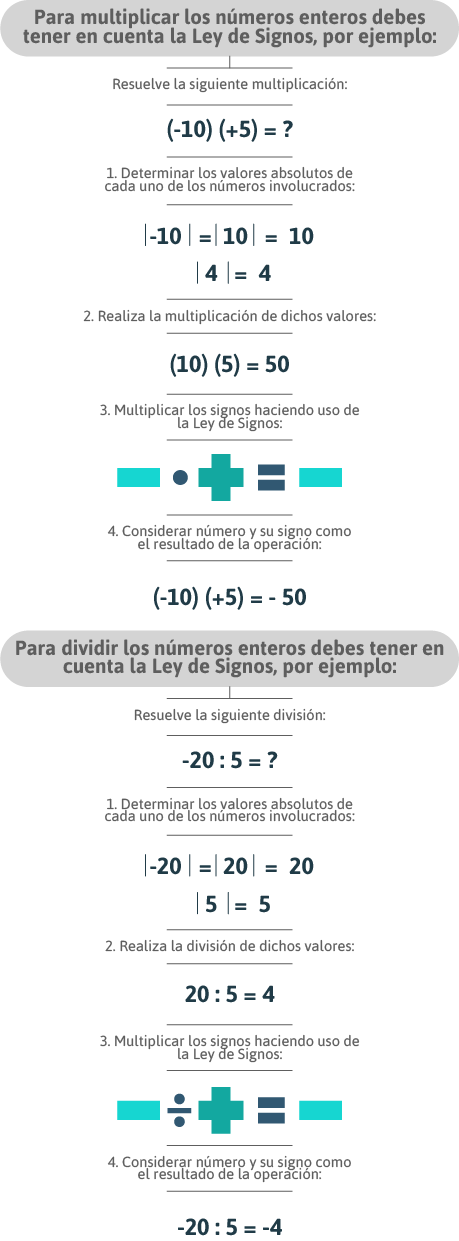 Para multiplicar los números enteros debes
tener en cuenta la Ley de Signos, por ejemplo:
Resuelve la siguiente multiplicación:
(-10) (+5) = ?
1. Determinar los valores absolutos de
cada uno de los números involucrados:
|-10 | =| 10 | = 10
| 4 | = 4
2. Realiza la multiplicación de dichos valores:
(10) (5) = 50
3. Multiplicar los signos haciendo uso de
la Ley de Signos:
- • + = -
4. Considerar número y su signo como
el resultado de la operación:
(-10) (+5) = - 50
Para dividir los números enteros debes tener en
cuenta la Ley de Signos, por ejemplo:
Resuelve la siguiente división:
-20 : 5 = ?
1. Determinar los valores absolutos de
cada uno de los números involucrados:
|-20 | =| 20 | = 20
| 5 | = 5
2. Realiza la división de dichos valores:
20 : 5 = 4
3. Multiplicar los signos haciendo uso de
la Ley de Signos:
- ÷ + = -
4. Considerar número y su signo como
el resultado de la operación:
-20 : 5 = -4